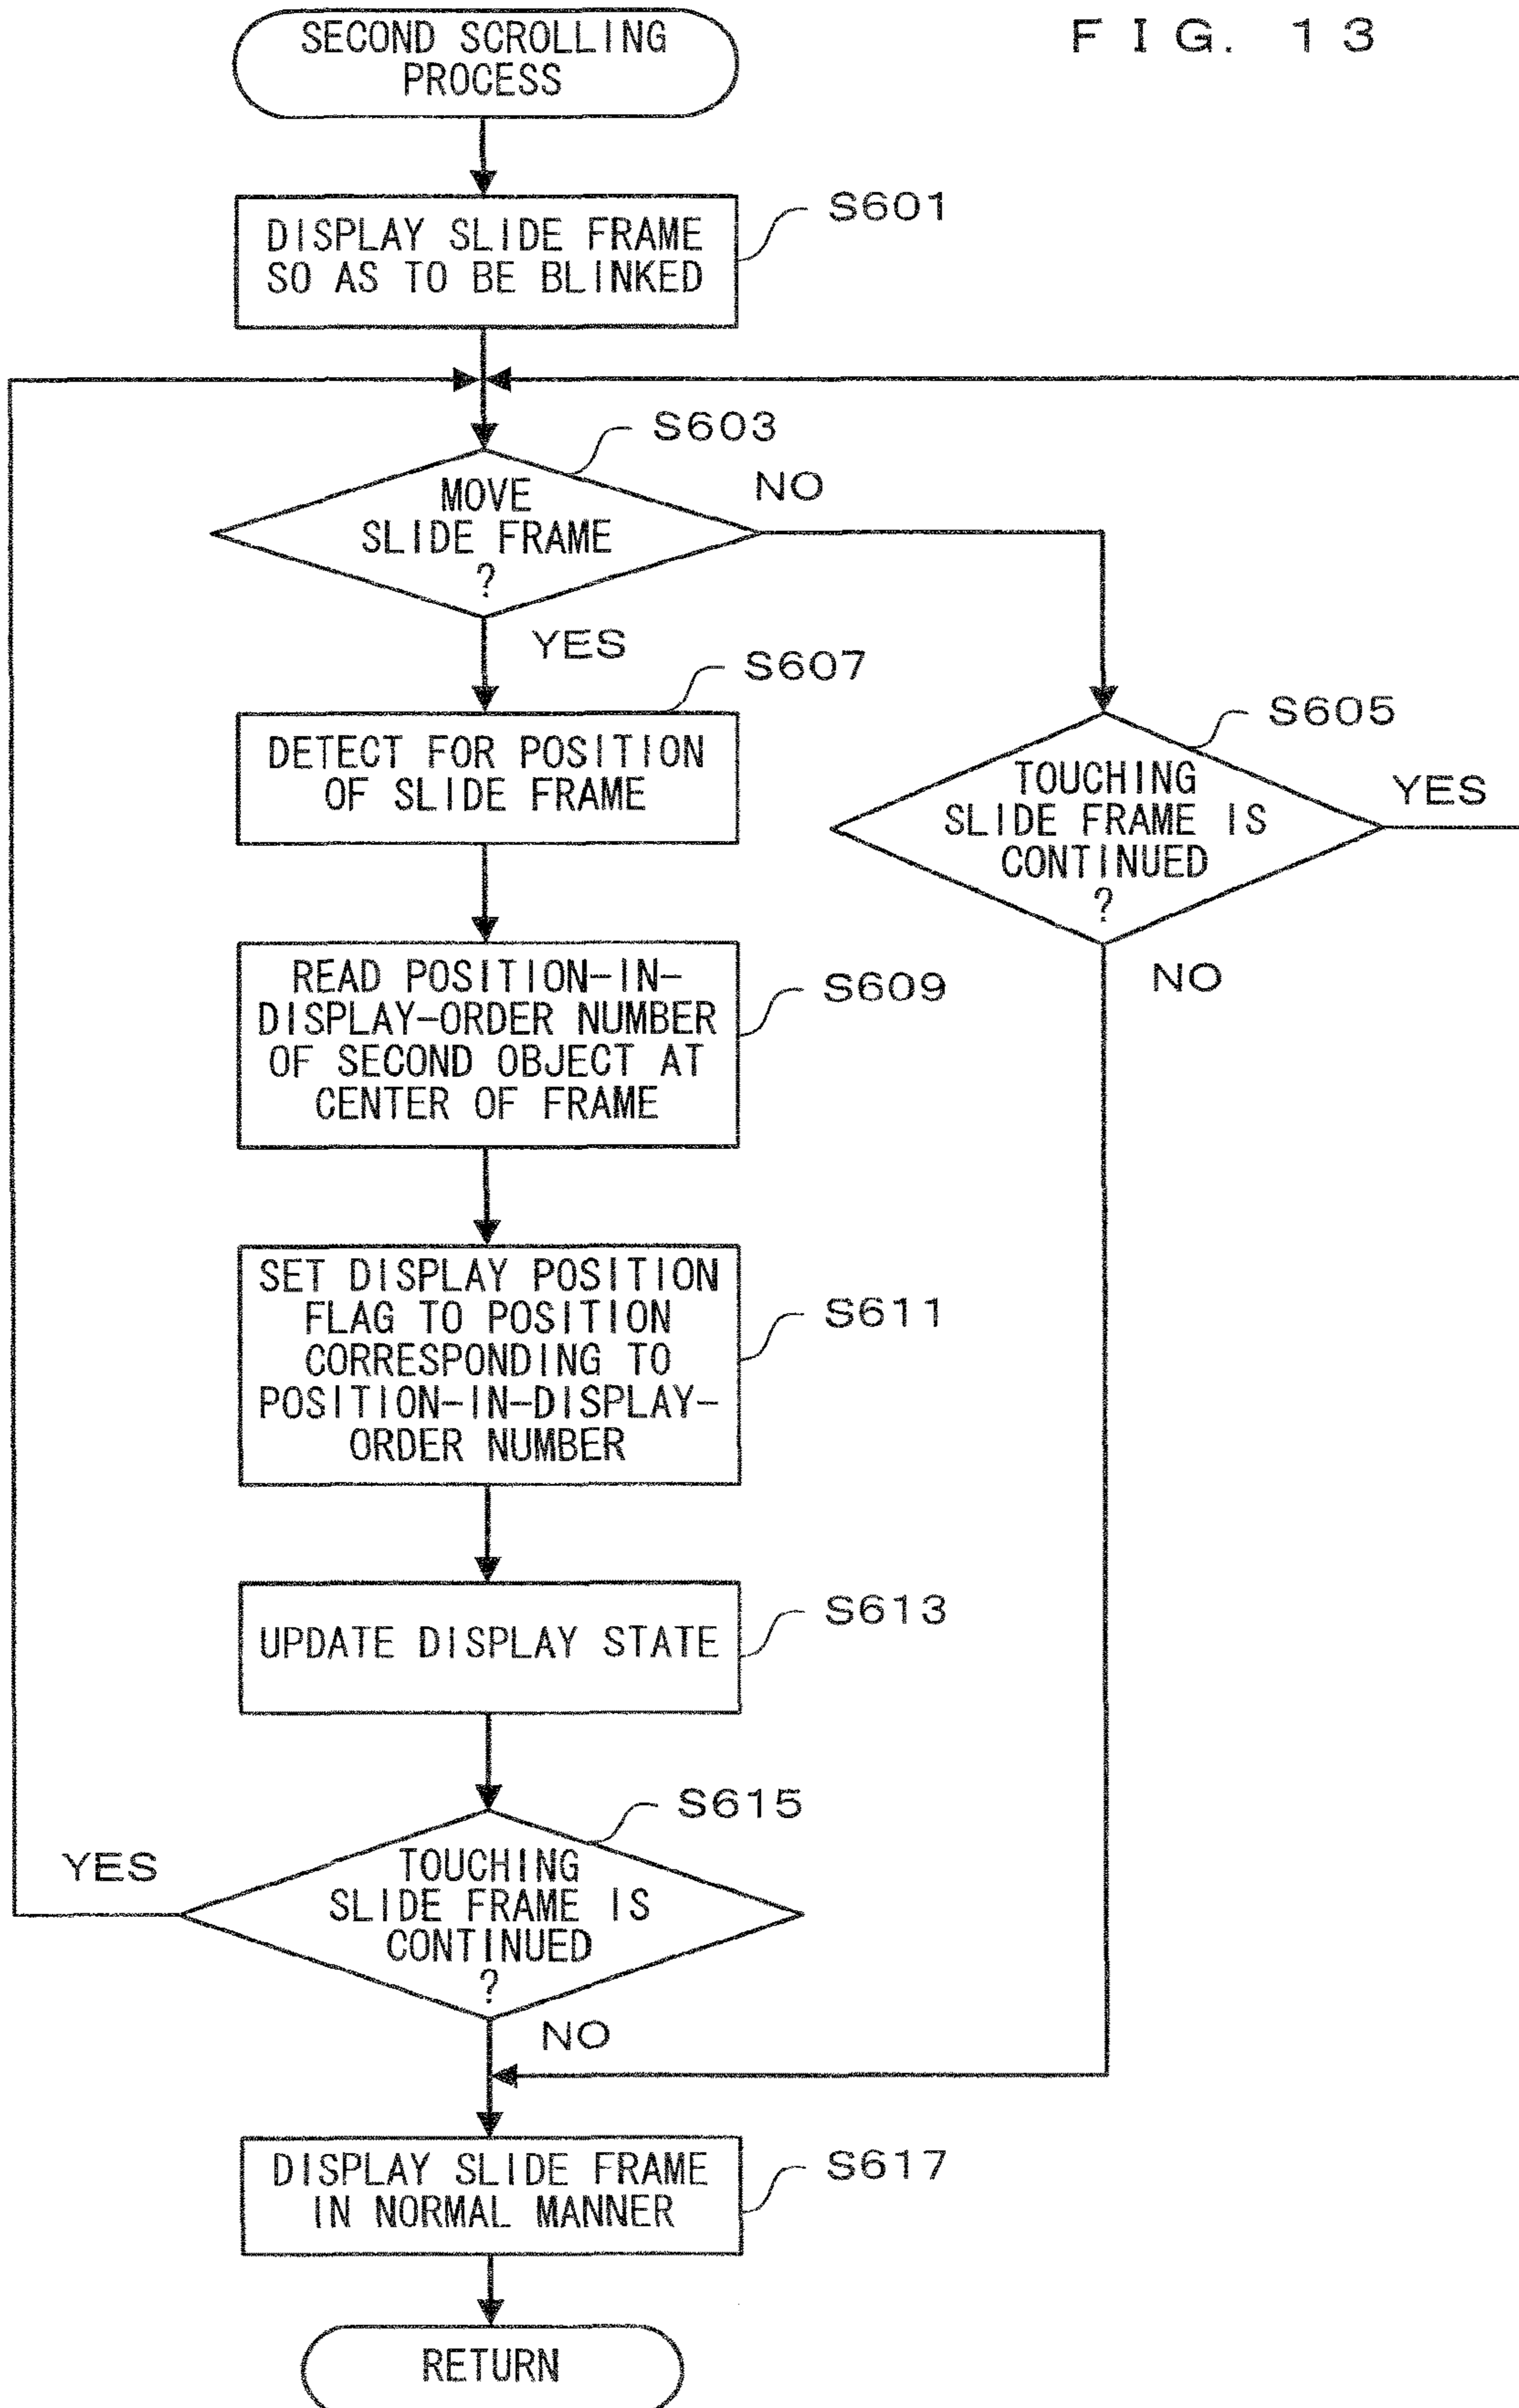 FIG. 13
SECOND SCROLLING
PROCESS
S601
DISPLAY SLIDE FRAME
SO AS TO BE BLINKED
S603
MOVE
SLIDE FRAME
?
NO
YES
S607
DETECT FOR POSITION
OF SLIDE FRAME
S605
TOUCHING
SLIDE FRAME IS
CONTINUED
?
YES
NO
S609
READ POSITION-IN-
DISPLAY-ORDER NUMBER
OF SECOND OBJECT AT
CENTER OF FRAME
S611
SET DISPLAY POSITION
FLAG TO POSITION
CORRESPONDING TO
POSITION-IN-DISPLAY-
ORDER NUMBER
S613
UPDATE DISPLAY STATE
S615
YES
TOUCHING
SLIDE FRAME IS
CONTINUED
?
NO
S617
DISPLAY SLIDE FRAME
IN NORMAL MANNER
RETURN